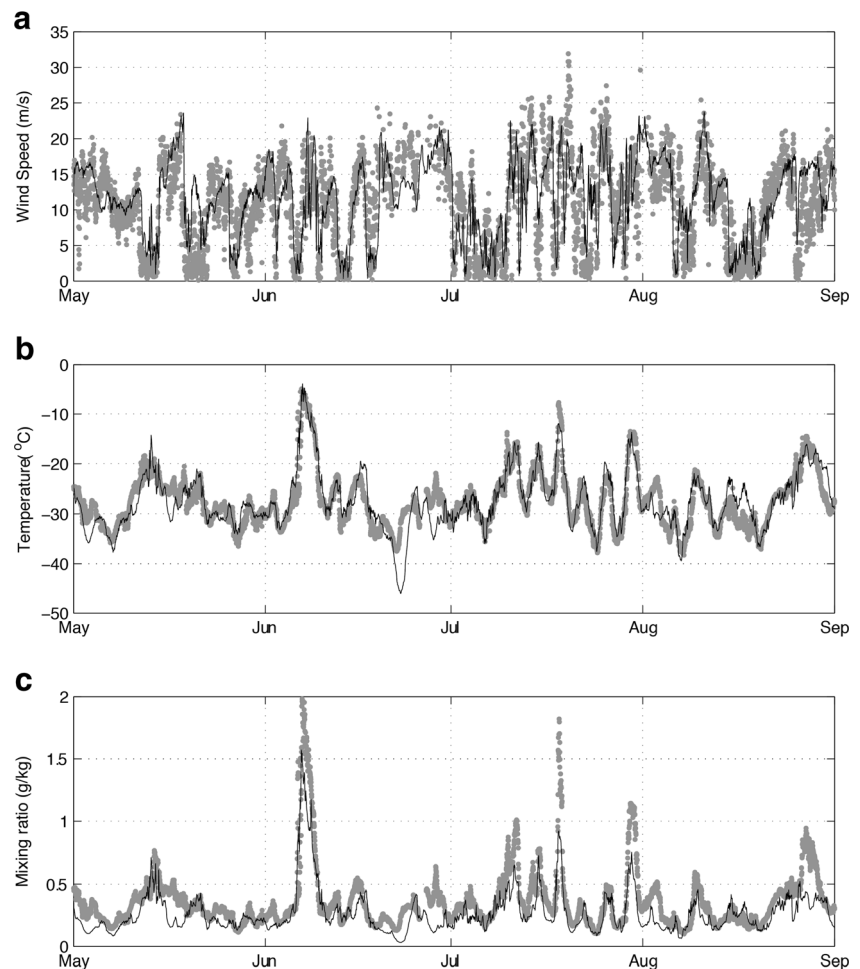 a
35
30
25
20
15
10
5
0
Wind Speed (m/s)
May Jun Jul Aug Sep
b
0
−10
−20
−30
−40
−50
Temperature( °C)
May Jun Jul Aug Sep
c
2
1.5
1
0.5
0
Mixing ratio (g/kg)
May Jun Jul Aug Sep